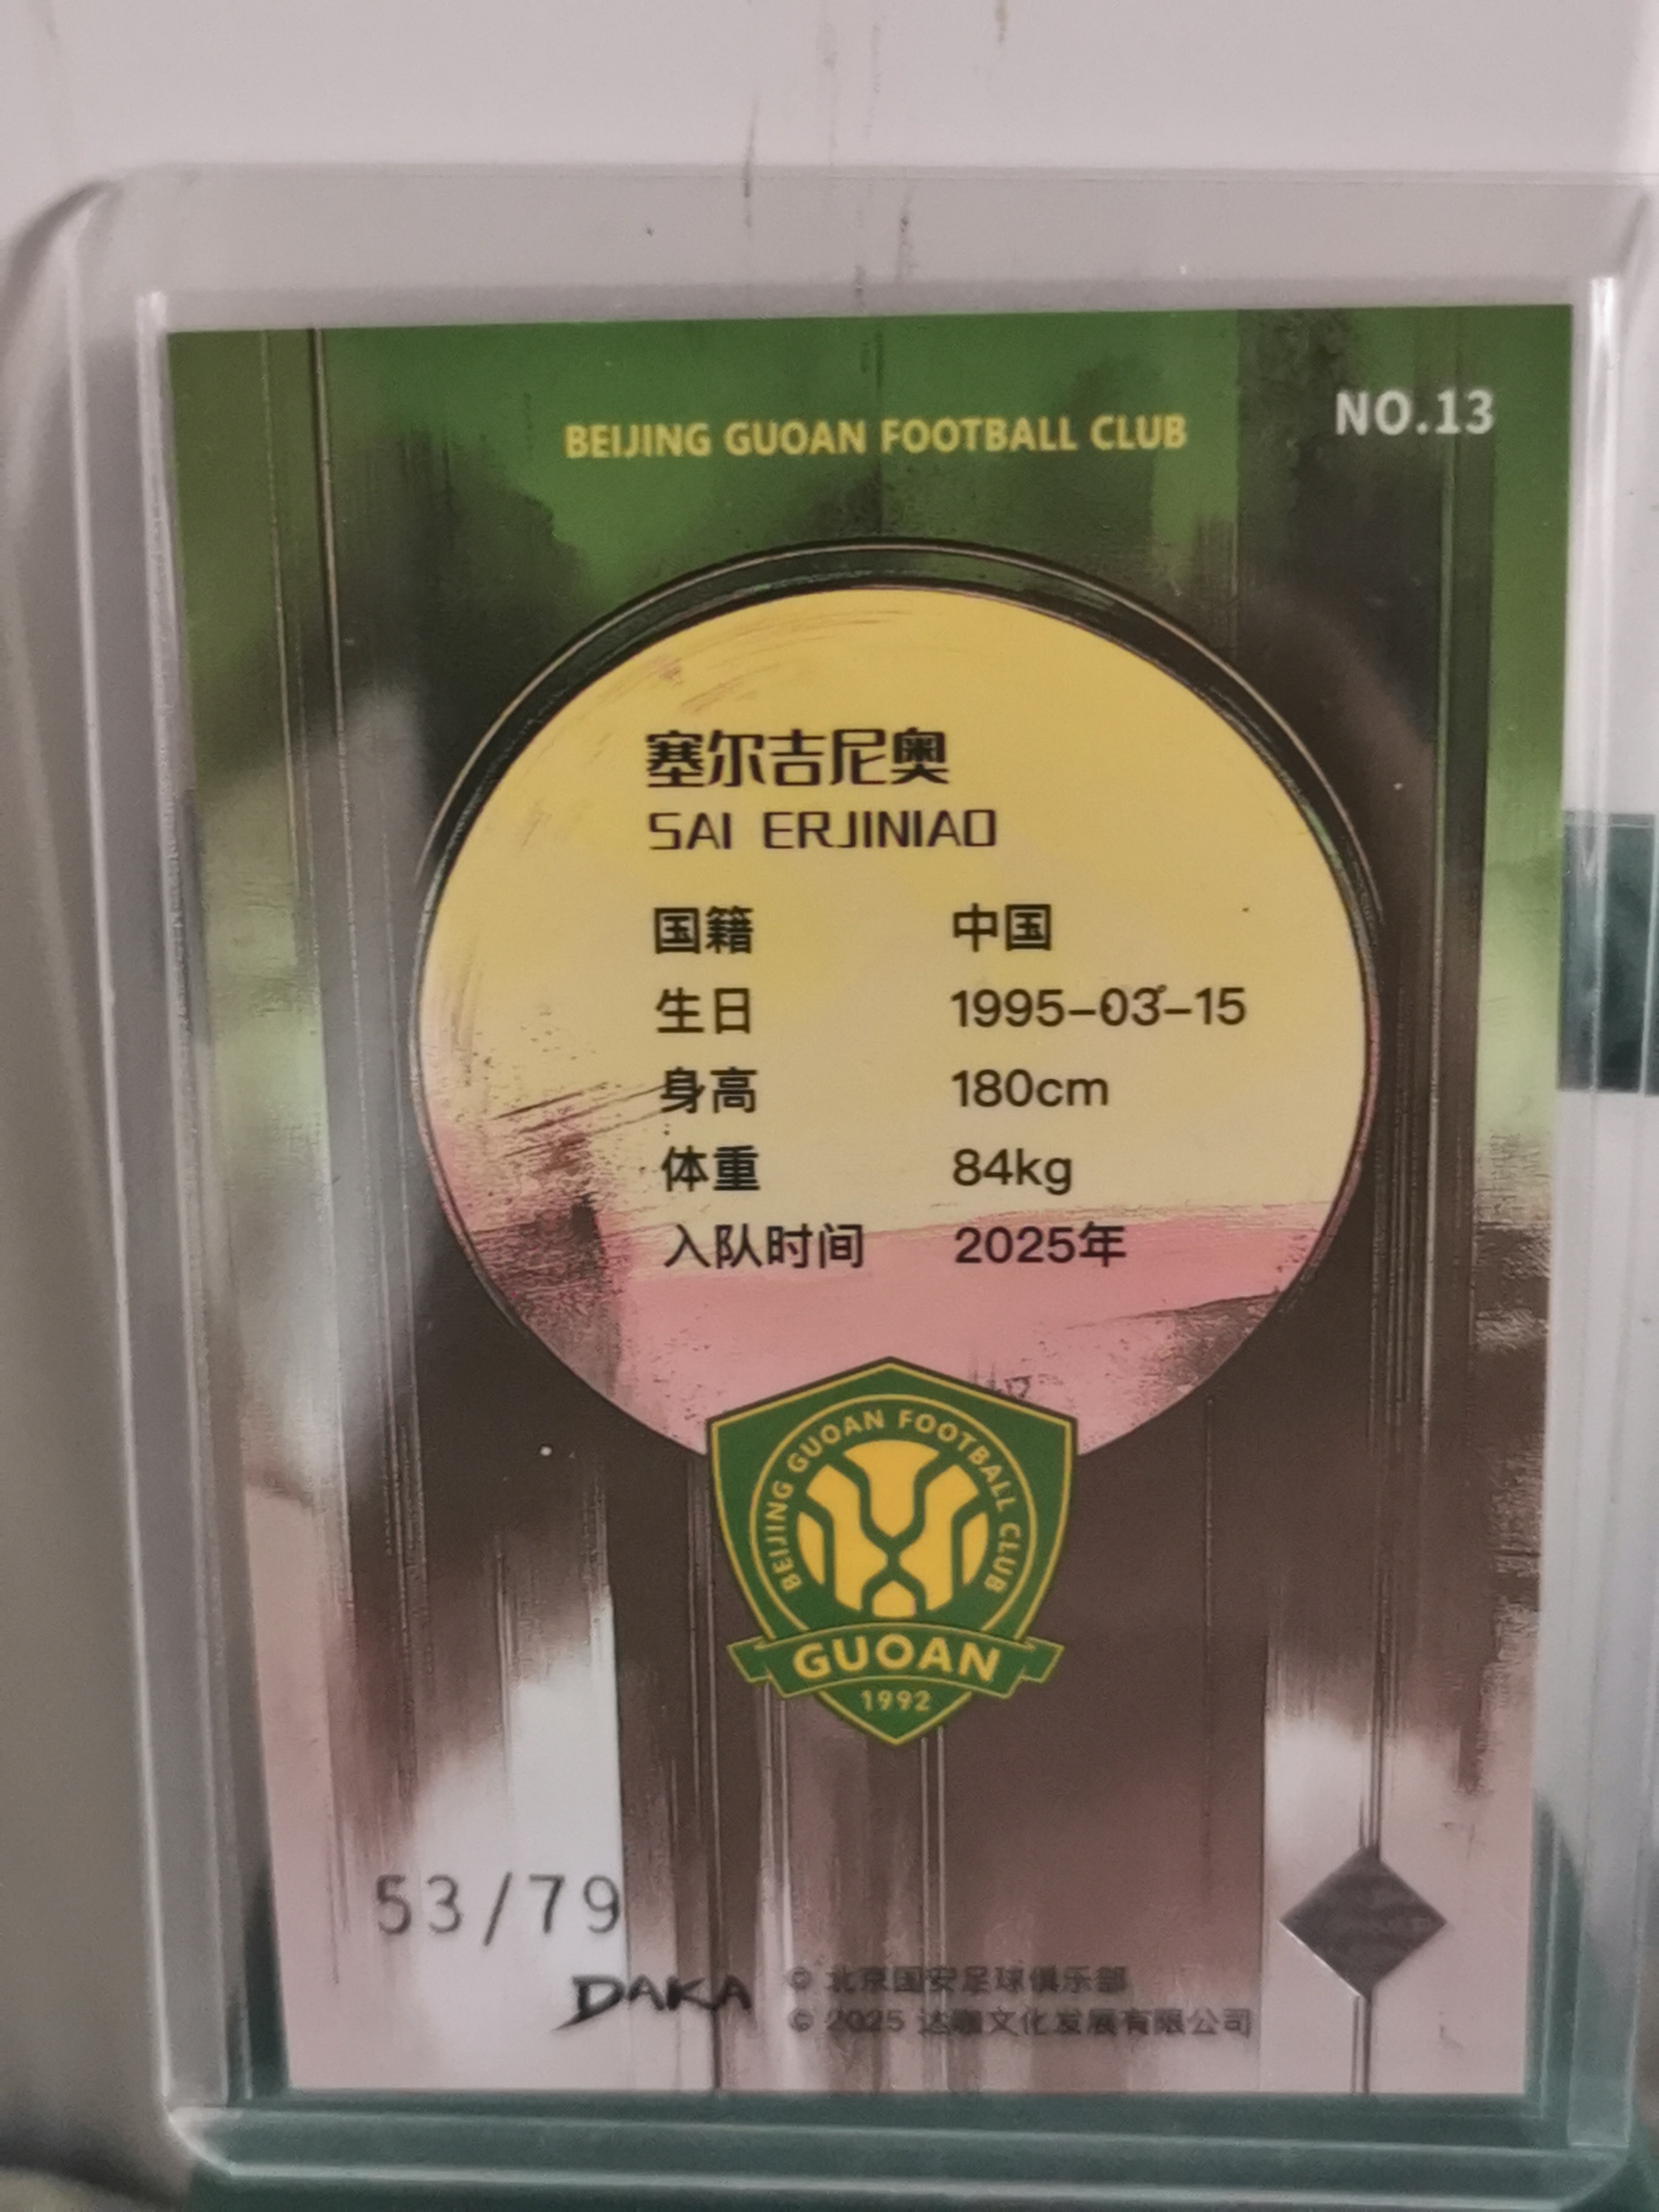 NO.13
BEIJING GUOAN FOOTBALL CLUB
塞尔吉尼奥
SAI ERJINIAO
国籍 中国
生日 1995-03-15
身高 180cm
体重 84kg
入队时间 2025年
BEIJING GUOAN FOOTBALL CLUB
GUOAN
1992
53/79
DAKA
© 北京国安足球俱乐部
© 2025 达咖文化发展有限公司